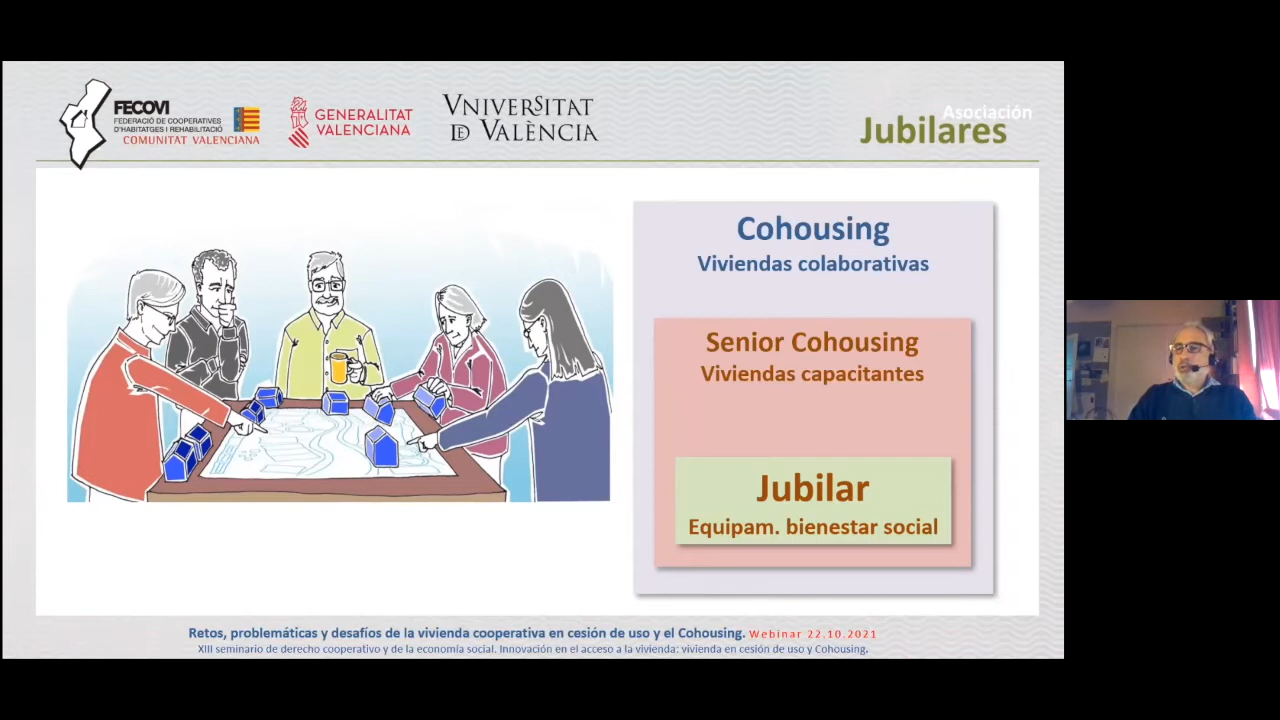 FECOVI
FEDERACIÓ DE COOPERATIVES
D'HABITATGES I REHABILITACIÓ
COMUNITAT VALENCIANA
GENERALITAT
VALENCIANA
VNIVERSITAT
DE VALÈNCIA
Asociación
Jubilares
Cohousing
Viviendas colaborativas
Senior Cohousing
Viviendas capacitantes
Jubilar
Equipam. bienestar social
Retos, problemáticas y desafíos de la vivienda cooperativa en cesión de uso y el Cohousing. Webinar 22.10.2021
XIII seminario de derecho cooperativo y de la economía social. Innovación en el acceso a la vivienda: vivienda en cesión de uso y Cohousing.